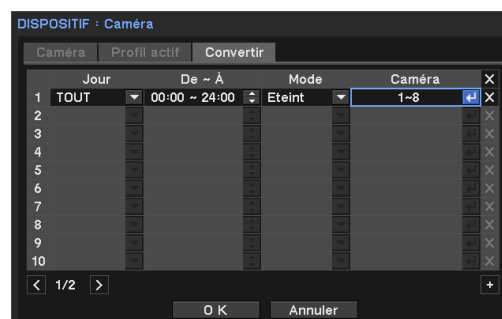 DISPOSITIF : Caméra
Caméra Profil actif Convertir
Jour De ~ À Mode Caméra X
1 TOUT 00:00 ~ 24:00 Eteint 1~8 X
2 X
3 X
4 X
5 X
6 X
7 X
8 X
9 X
10 X
< 1/2 > +
O K Annuler